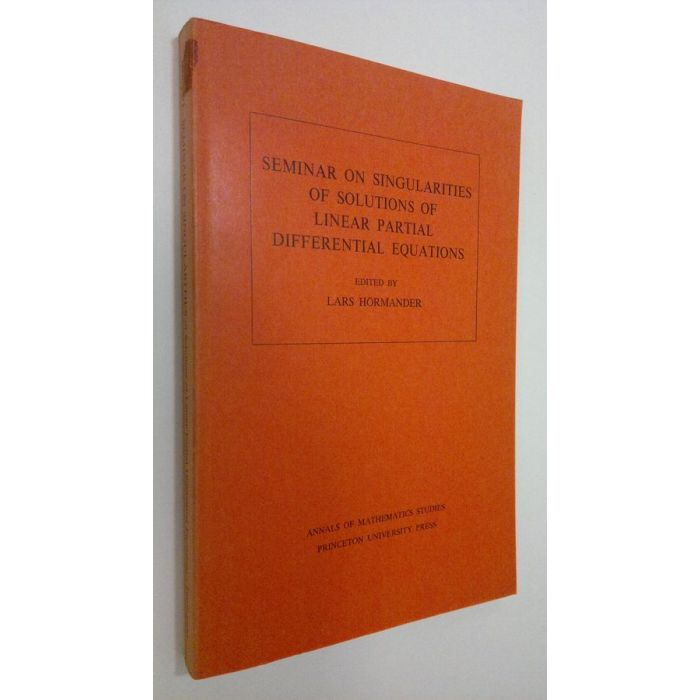 SEMINAR ON SINGULARITIES
OF SOLUTIONS OF
LINEAR PARTIAL
DIFFERENTIAL EQUATIONS
EDITED BY
LARS HÖRMANDER
ANNALS OF MATHEMATICS STUDIES
PRINCETON UNIVERSITY PRESS